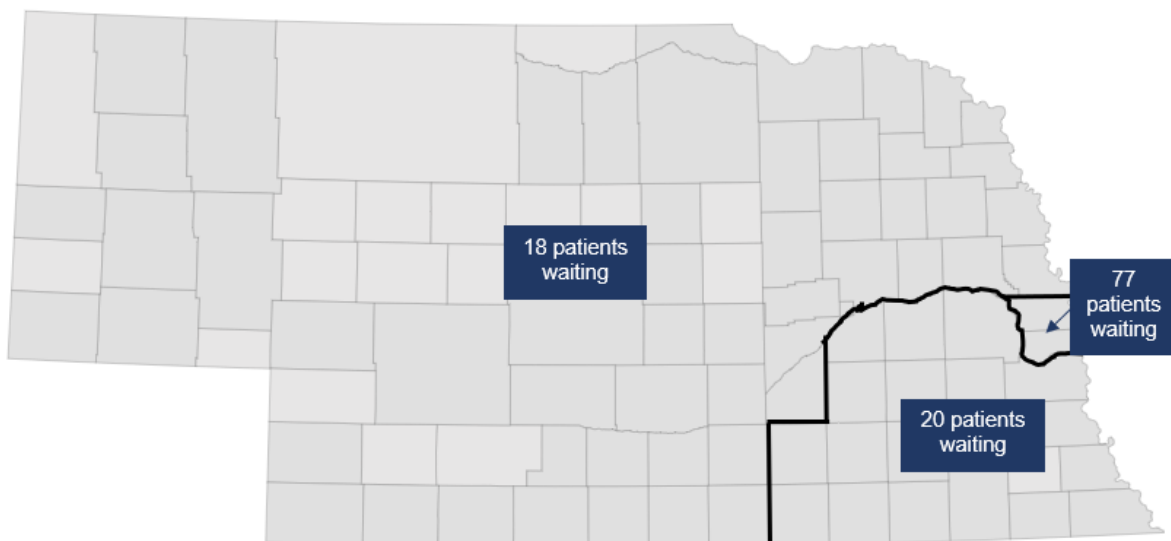 18 patients
waiting
77
patients
waiting
20 patients
waiting